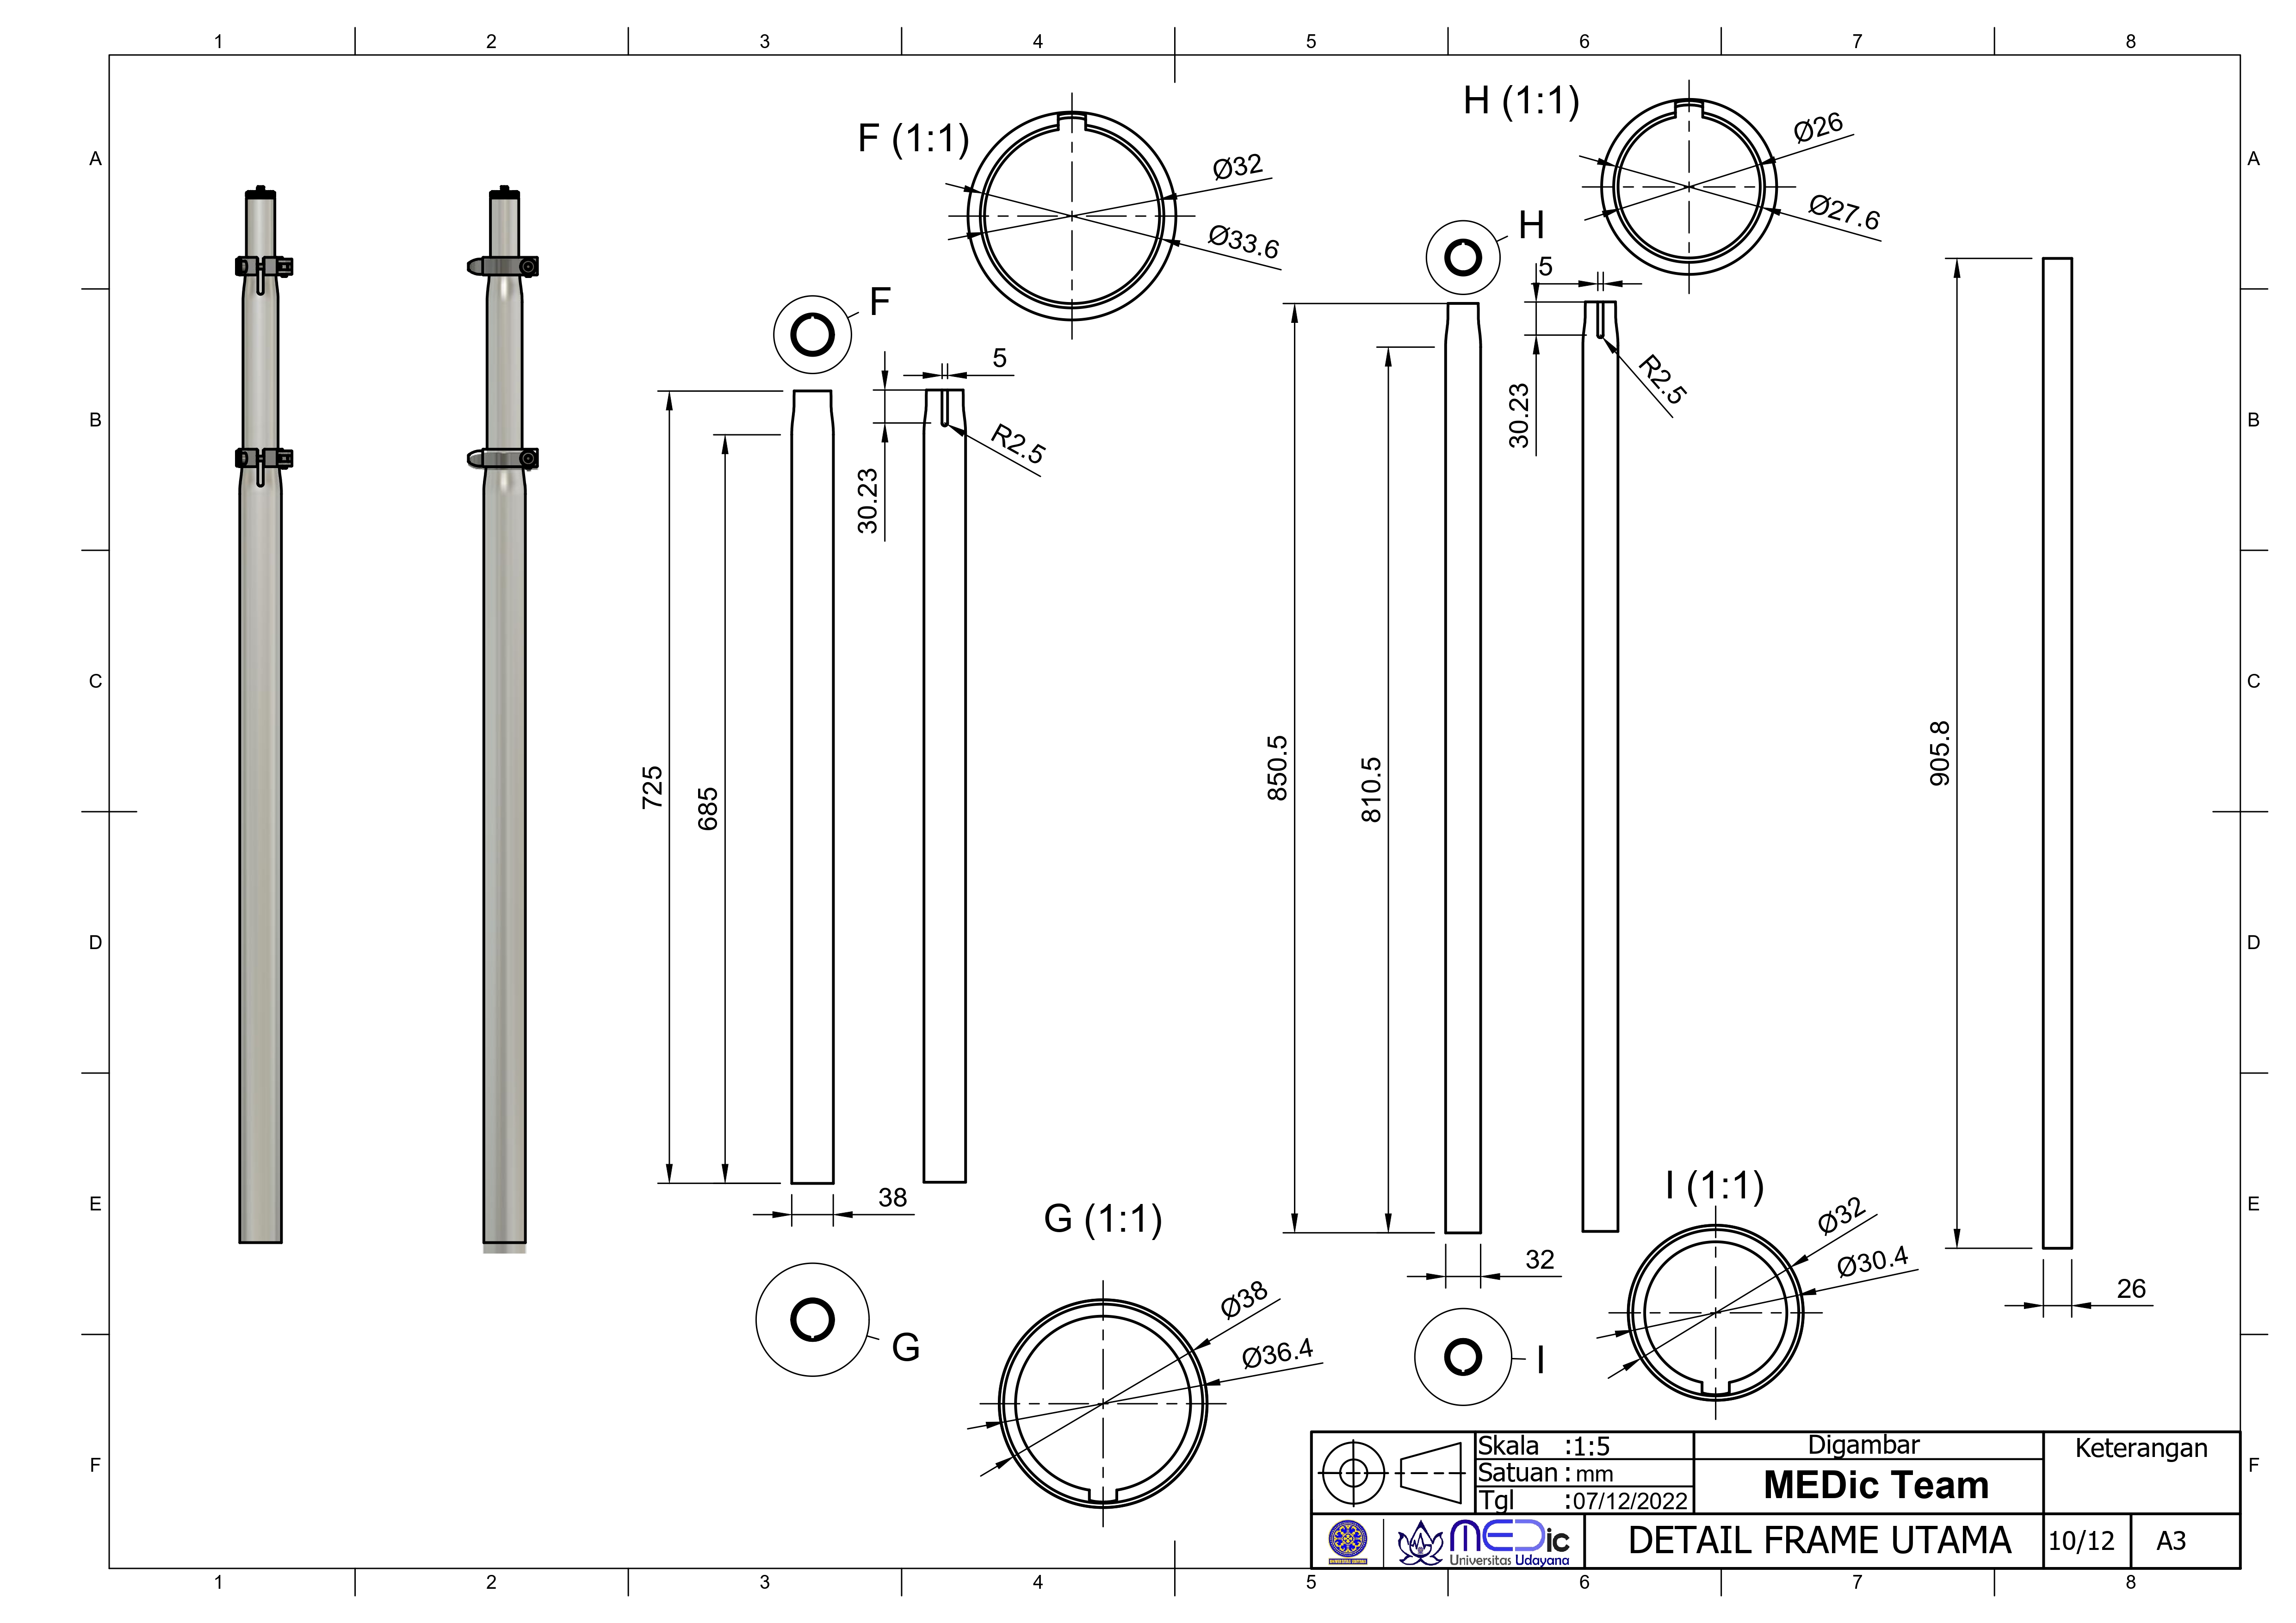 1 2 3 4 5 6 7 8
A
B
C
D
E
F
A
B
C
D
E
F
F (1:1)
Ø32
Ø33.6
H (1:1)
Ø26
Ø27.6
F
5
30.23
R2.5
725
685
38
G
G (1:1)
Ø38
Ø36.4
H
5
30.23
R2.5
850.5
810.5
32
I
I (1:1)
Ø32
Ø30.4
905.8
26
Skala :1:5
Satuan : mm
Tgl :07/12/2022
Digambar
MEDic Team
Keterangan
MEDic
Universitas Udayana
DETAIL FRAME UTAMA
10/12
A3
1 2 3 4 5 6 7 8